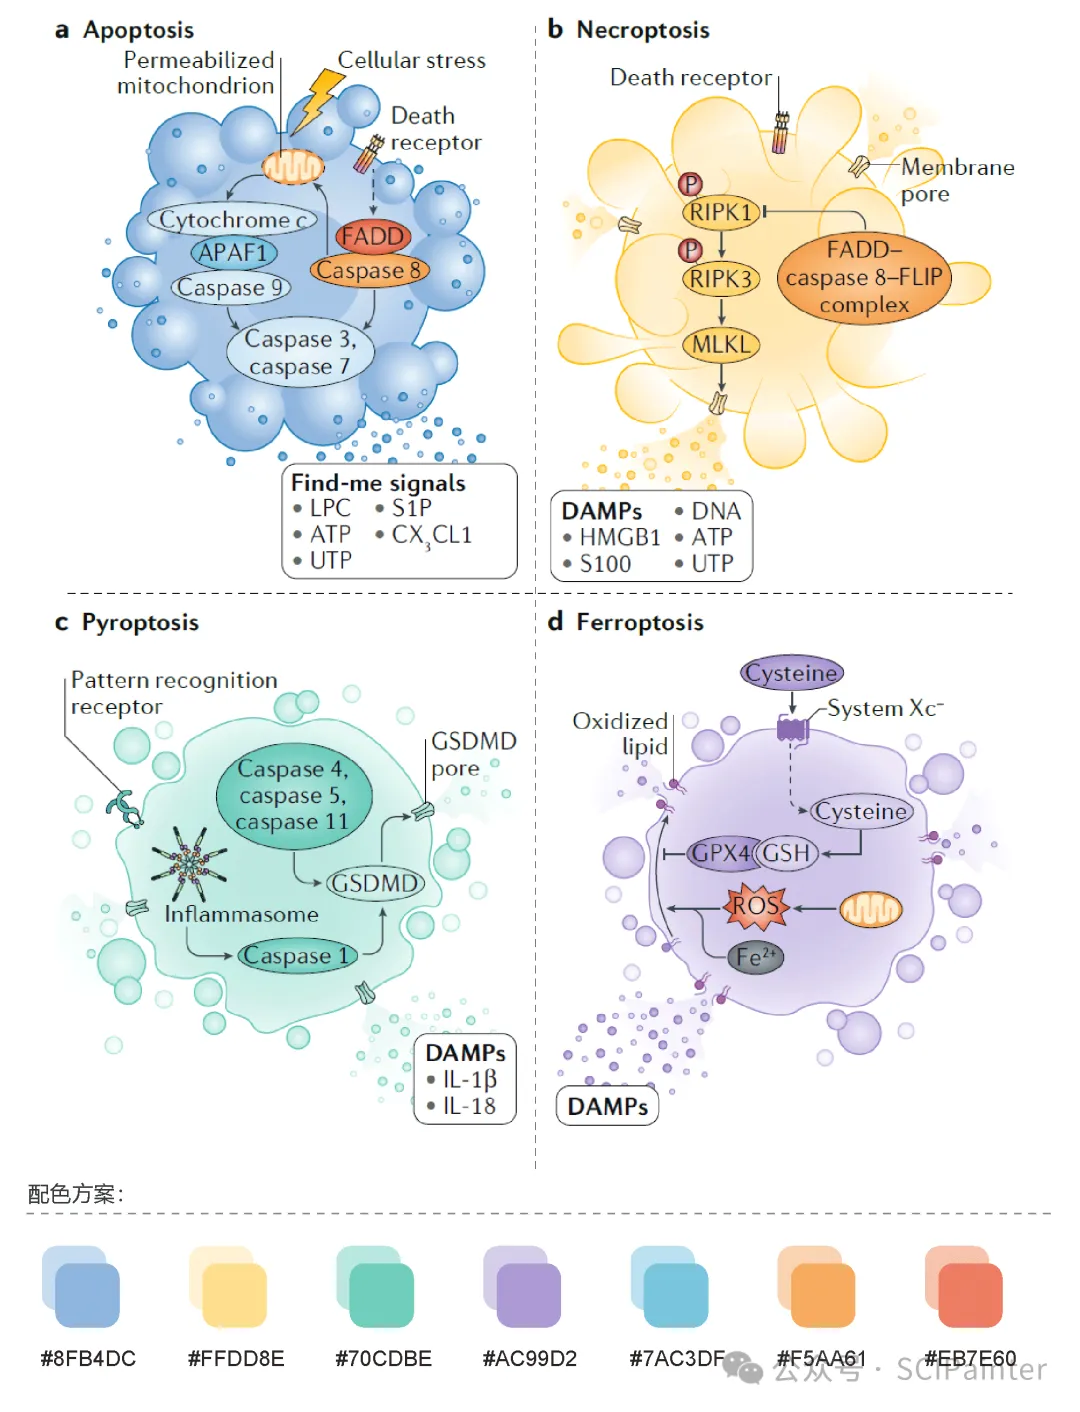 a Apoptosis
Permeabilized
mitochondrion
Cellular stress
Death
receptor
Cytochrome c
APAF1
Caspase 9
FADD
Caspase 8
Caspase 3,
caspase 7
Find-me signals
• LPC • S1P
• ATP • CX₃CL1
• UTP
b Necroptosis
Death receptor
Membrane
pore
P
RIPK1
P
RIPK3
MLKL
FADD–
caspase 8–FLIP
complex
DAMPs • DNA
• HMGB1 • ATP
• S100 • UTP
c Pyroptosis
Pattern recognition
receptor
GSDMD
pore
Caspase 4,
caspase 5,
caspase 11
GSDMD
Inflammasome
Caspase 1
DAMPs
• IL-1β
• IL-18
d Ferroptosis
Cysteine
System Xc⁻
Oxidized
lipid
Cysteine
GPX4 GSH
ROS
Fe²⁺
DAMPs
配色方案：
#8FB4DC #FFDD8E #70CDBE #AC99D2 #7AC3DF #F5AA61 #EB7E60
公众号 · SCIPainter